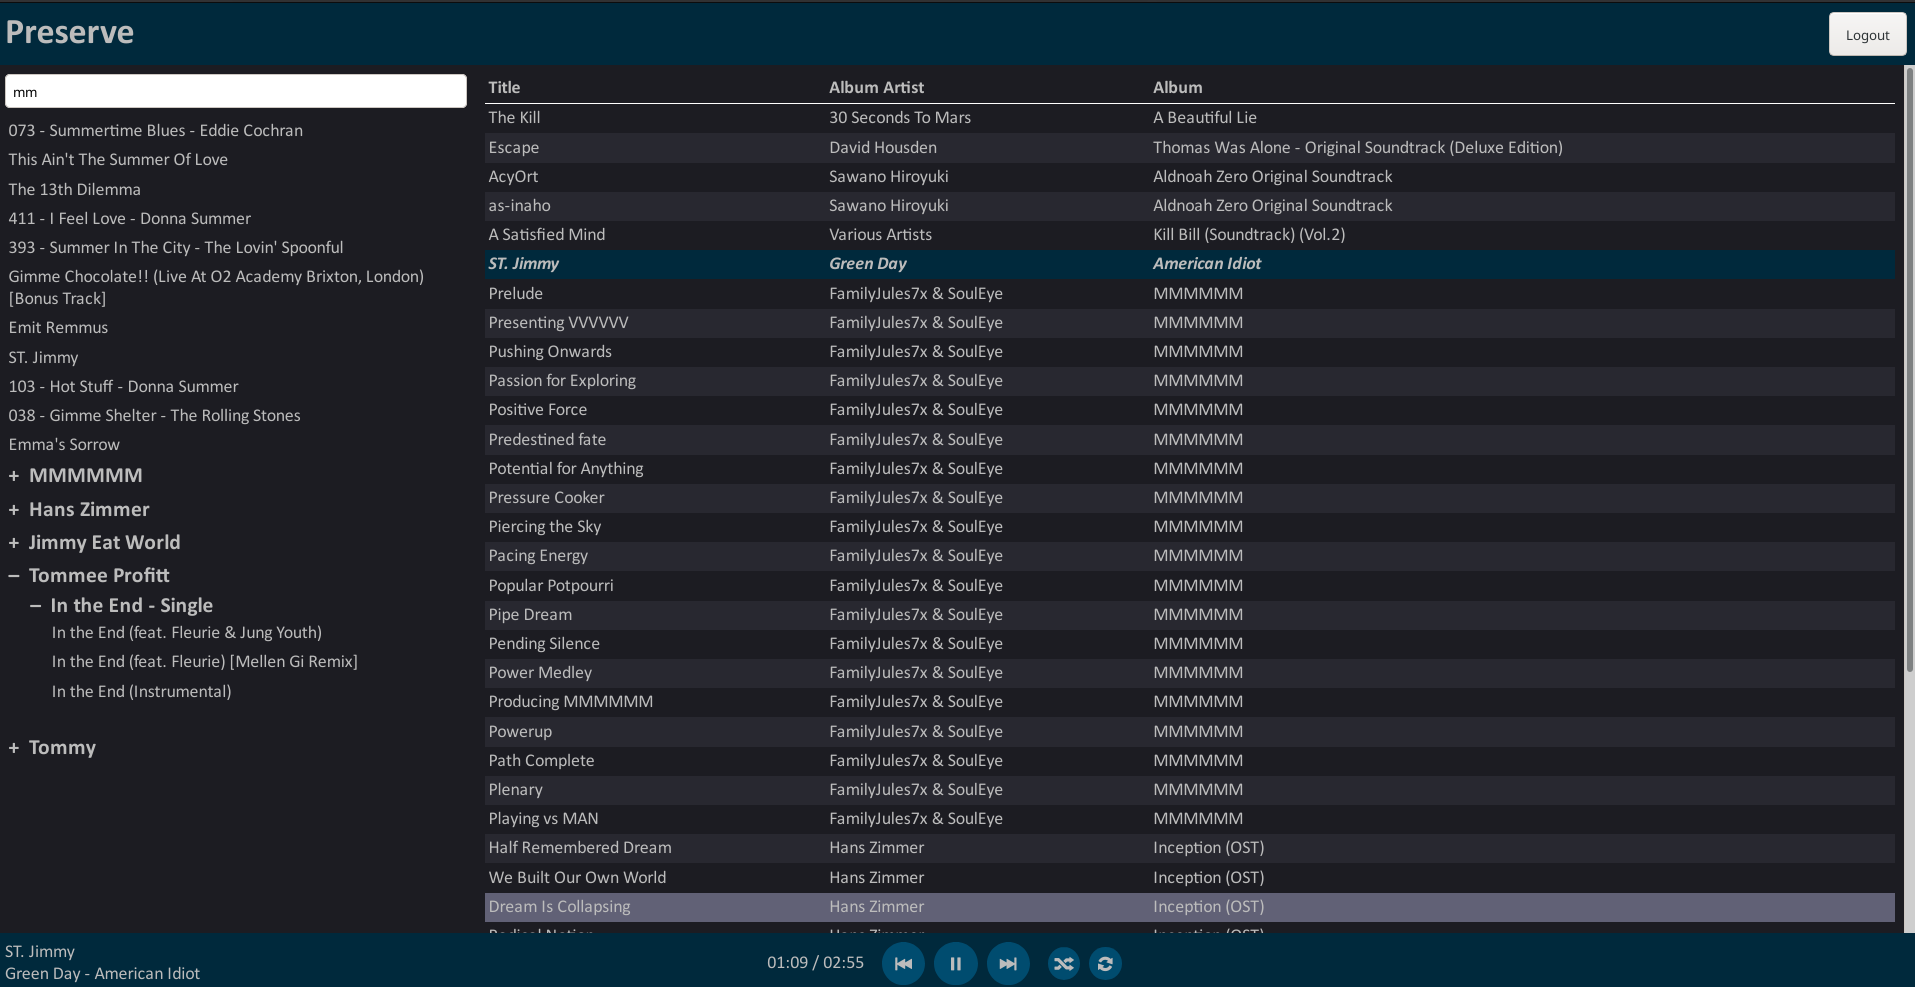 Preserve
Logout
mm
073 - Summertime Blues - Eddie Cochran
This Ain't The Summer Of Love
The 13th Dilemma
411 - I Feel Love - Donna Summer
393 - Summer In The City - The Lovin' Spoonful
Gimme Chocolate!! (Live At O2 Academy Brixton, London)
[Bonus Track]
Emit Remmus
ST. Jimmy
103 - Hot Stuff - Donna Summer
038 - Gimme Shelter - The Rolling Stones
Emma's Sorrow
+ MMMMMM
+ Hans Zimmer
+ Jimmy Eat World
– Tommee Profitt
– In the End - Single
In the End (feat. Fleurie & Jung Youth)
In the End (feat. Fleurie) [Mellen Gi Remix]
In the End (Instrumental)
+ Tommy
Title Album Artist Album
The Kill 30 Seconds To Mars A Beautiful Lie
Escape David Housden Thomas Was Alone - Original Soundtrack (Deluxe Edition)
AcyOrt Sawano Hiroyuki Aldnoah Zero Original Soundtrack
as-inaho Sawano Hiroyuki Aldnoah Zero Original Soundtrack
A Satisfied Mind Various Artists Kill Bill (Soundtrack) (Vol.2)
ST. Jimmy Green Day American Idiot
Prelude FamilyJules7x & SoulEye MMMMMM
Presenting VVVVVV FamilyJules7x & SoulEye MMMMMM
Pushing Onwards FamilyJules7x & SoulEye MMMMMM
Passion for Exploring FamilyJules7x & SoulEye MMMMMM
Positive Force FamilyJules7x & SoulEye MMMMMM
Predestined fate FamilyJules7x & SoulEye MMMMMM
Potential for Anything FamilyJules7x & SoulEye MMMMMM
Pressure Cooker FamilyJules7x & SoulEye MMMMMM
Piercing the Sky FamilyJules7x & SoulEye MMMMMM
Pacing Energy FamilyJules7x & SoulEye MMMMMM
Popular Potpourri FamilyJules7x & SoulEye MMMMMM
Pipe Dream FamilyJules7x & SoulEye MMMMMM
Pending Silence FamilyJules7x & SoulEye MMMMMM
Power Medley FamilyJules7x & SoulEye MMMMMM
Producing MMMMMM FamilyJules7x & SoulEye MMMMMM
Powerup FamilyJules7x & SoulEye MMMMMM
Path Complete FamilyJules7x & SoulEye MMMMMM
Plenary FamilyJules7x & SoulEye MMMMMM
Playing vs MAN FamilyJules7x & SoulEye MMMMMM
Half Remembered Dream Hans Zimmer Inception (OST)
We Built Our Own World Hans Zimmer Inception (OST)
Dream Is Collapsing Hans Zimmer Inception (OST)
Hans Zimmer Inception (OST)
ST. Jimmy
Green Day - American Idiot
01:09 / 02:55